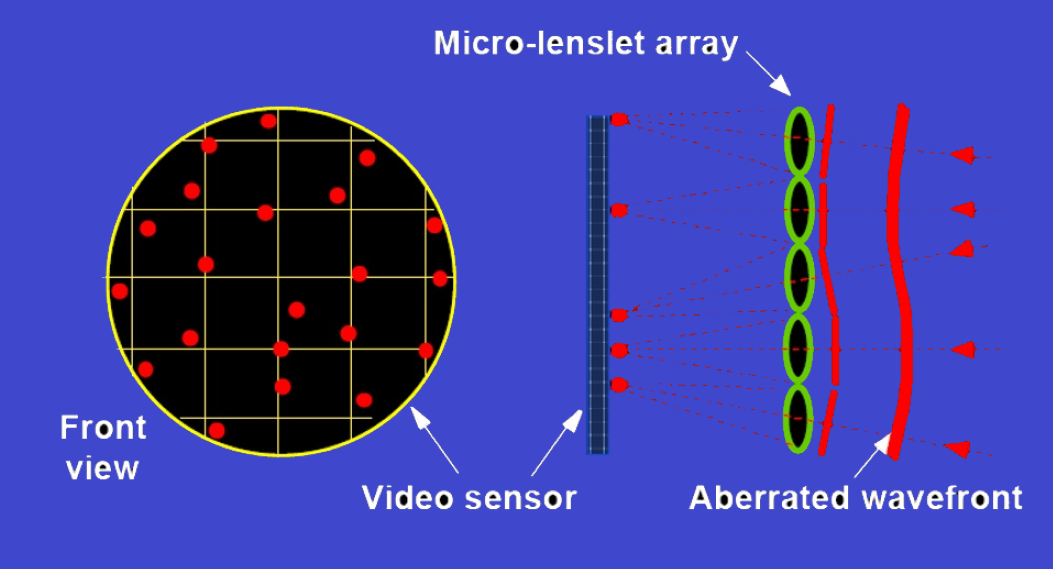 Micro-lenslet array
Front
view
Video sensor
Aberrated wavefront